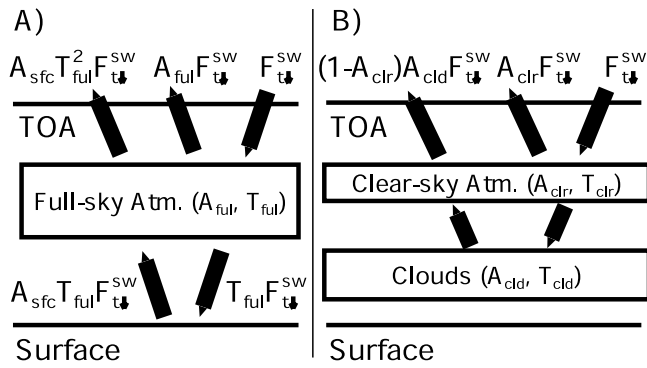 A)
A_sfc T_ful^2 F_t↓^sw A_ful F_t↓^sw F_t↓^sw
TOA
Full-sky Atm. (A_ful, T_ful)
A_sfc T_ful F_t↓^sw T_ful F_t↓^sw
Surface
B)
(1-A_clr)A_cld F_t↓^sw A_clr F_t↓^sw F_t↓^sw
TOA
Clear-sky Atm. (A_clr, T_clr)
Clouds (A_cld, T_cld)
Surface